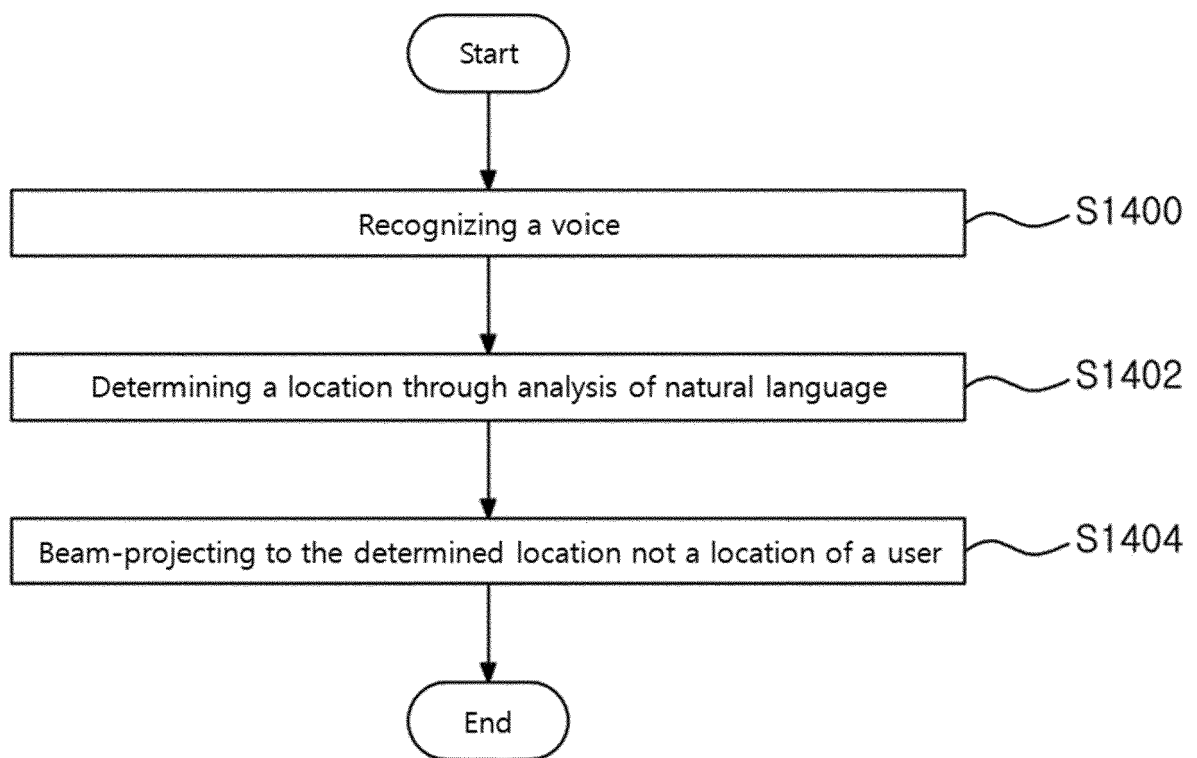 Start
Recognizing a voice
S1400
Determining a location through analysis of natural language
S1402
Beam-projecting to the determined location not a location of a user
S1404
End